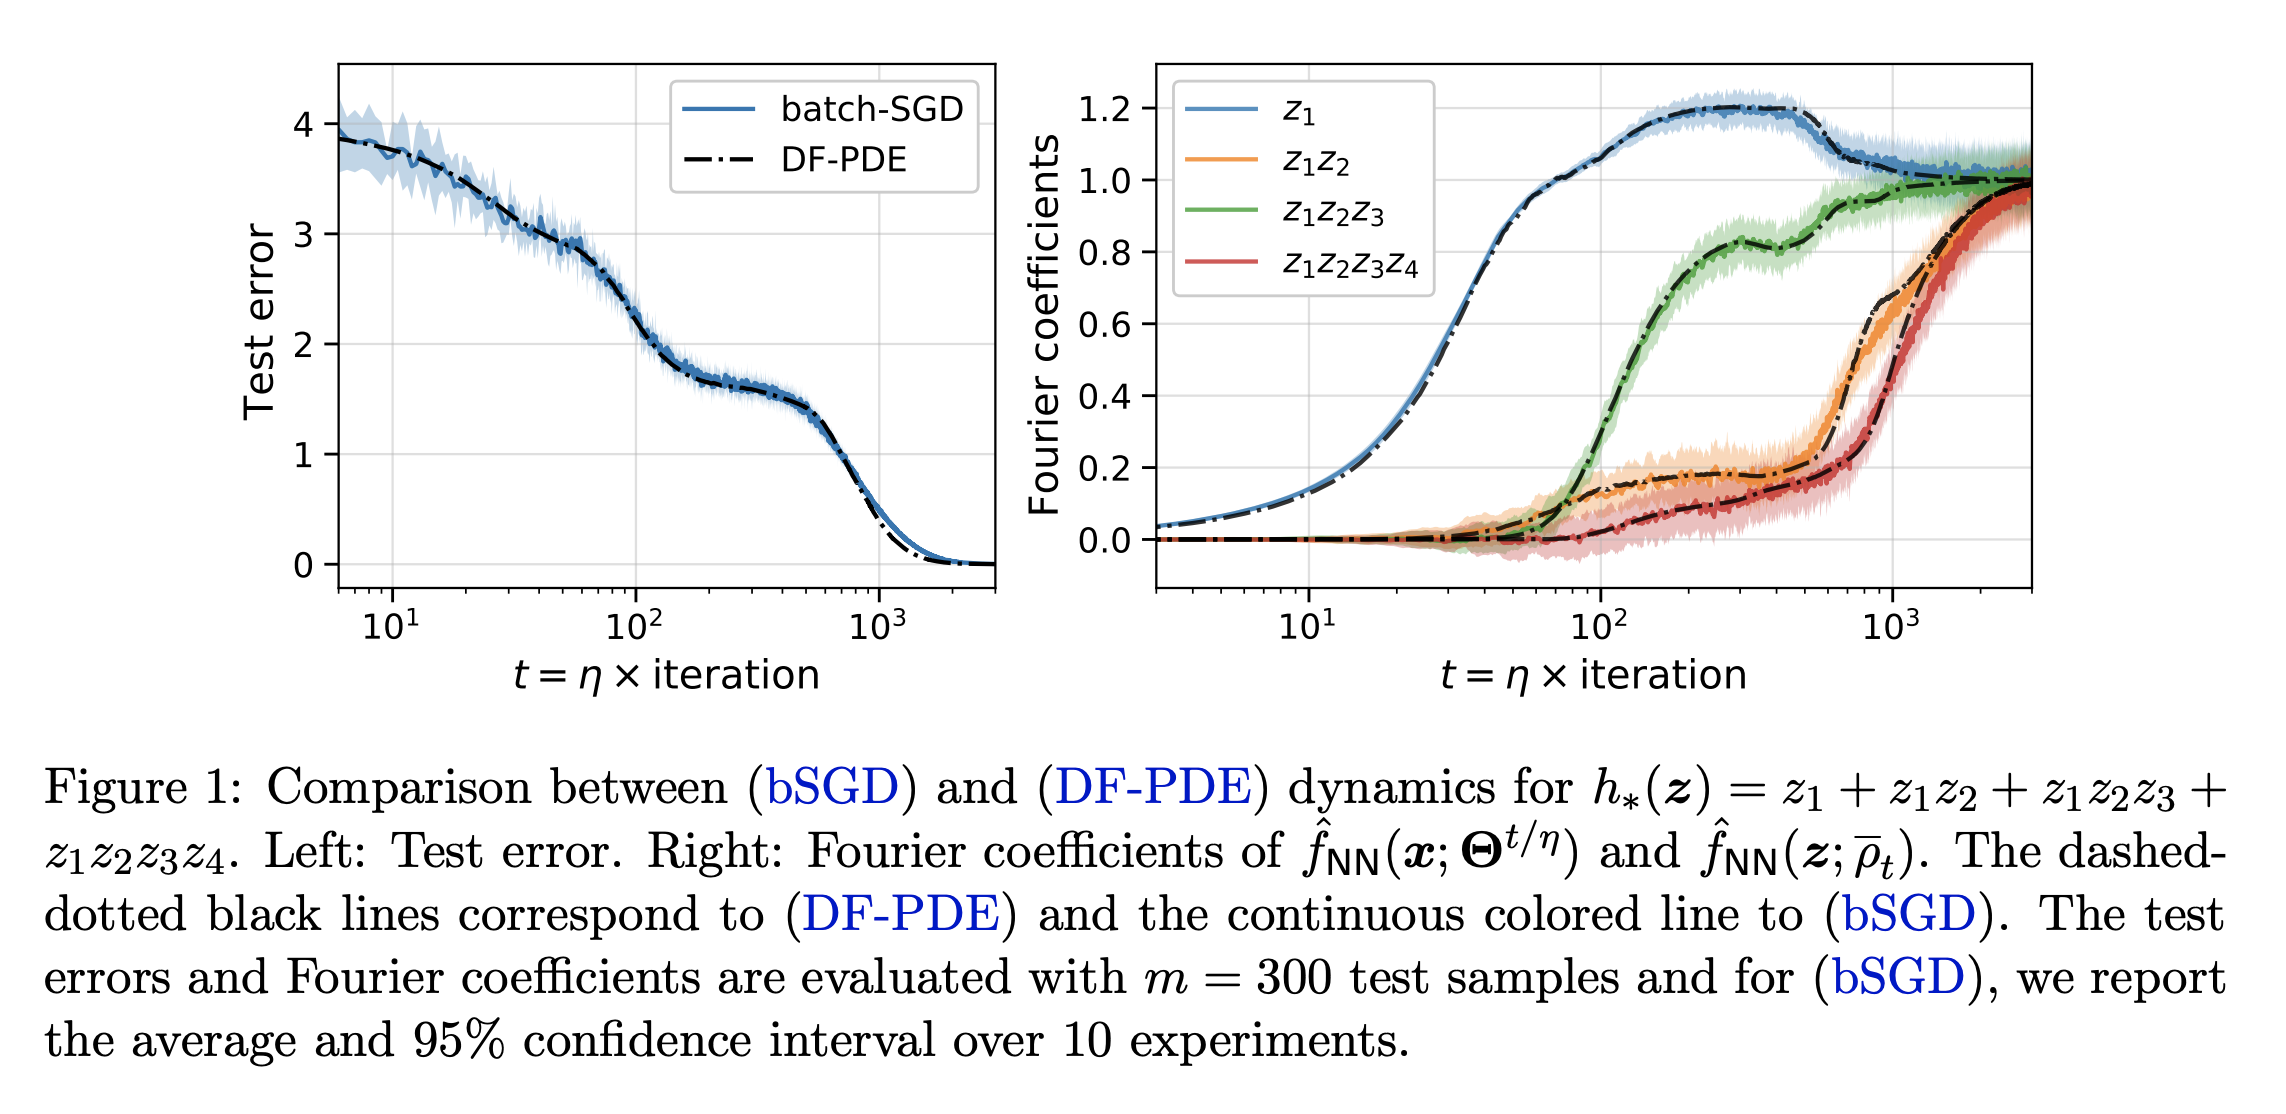 4
3
2
1
0
Test error
batch-SGD
DF-PDE
10¹ 10² 10³
t = η × iteration
1.2
1.0
0.8
0.6
0.4
0.2
0.0
Fourier coefficients
z₁
z₁z₂
z₁z₂z₃
z₁z₂z₃z₄
10¹ 10² 10³
t = η × iteration
Figure 1: Comparison between (bSGD) and (DF-PDE) dynamics for h∗(z) = z₁ + z₁z₂ + z₁z₂z₃ +
z₁z₂z₃z₄. Left: Test error. Right: Fourier coefficients of f̂_NN(x; Θ^{t/η}) and f̂_NN(z; ρ̄ₜ). The dashed-
dotted black lines correspond to (DF-PDE) and the continuous colored line to (bSGD). The test
errors and Fourier coefficients are evaluated with m = 300 test samples and for (bSGD), we report
the average and 95% confidence interval over 10 experiments.